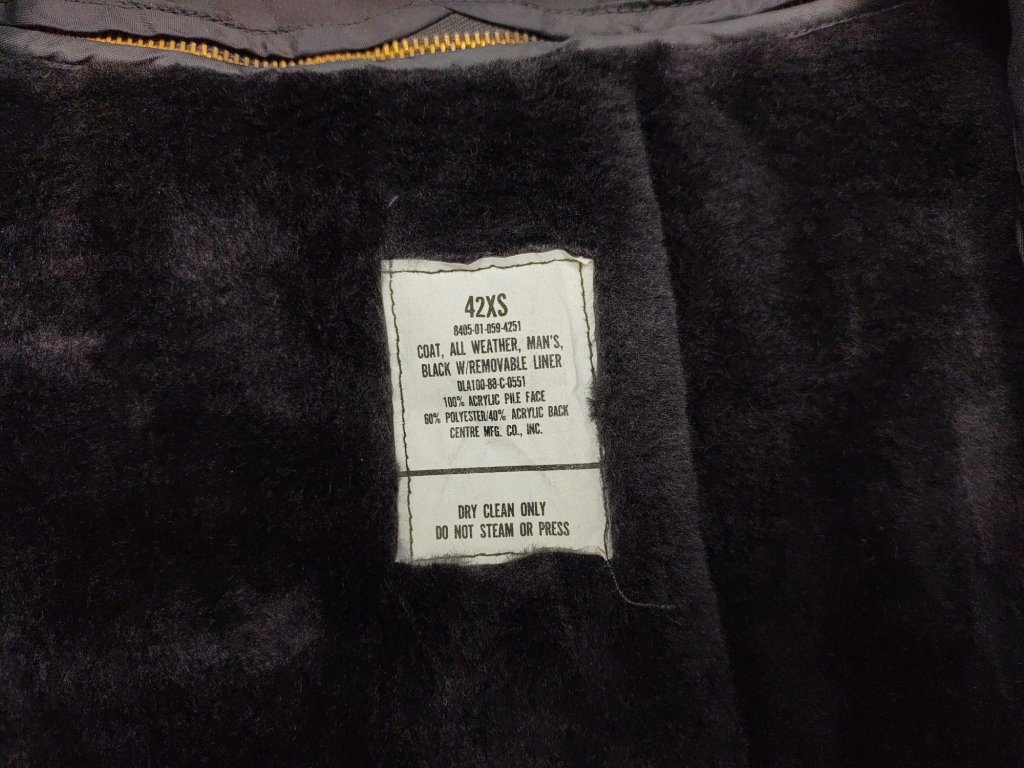 42XS
8405-01-059-4251
COAT, ALL WEATHER, MAN'S,
BLACK W/REMOVABLE LINER
DLA100-88-C-0551
100% ACRYLIC PILE FACE
60% POLYESTER/40% ACRYLIC BACK
CENTRE MFG. CO., INC.
DRY CLEAN ONLY
DO NOT STEAM OR PRESS